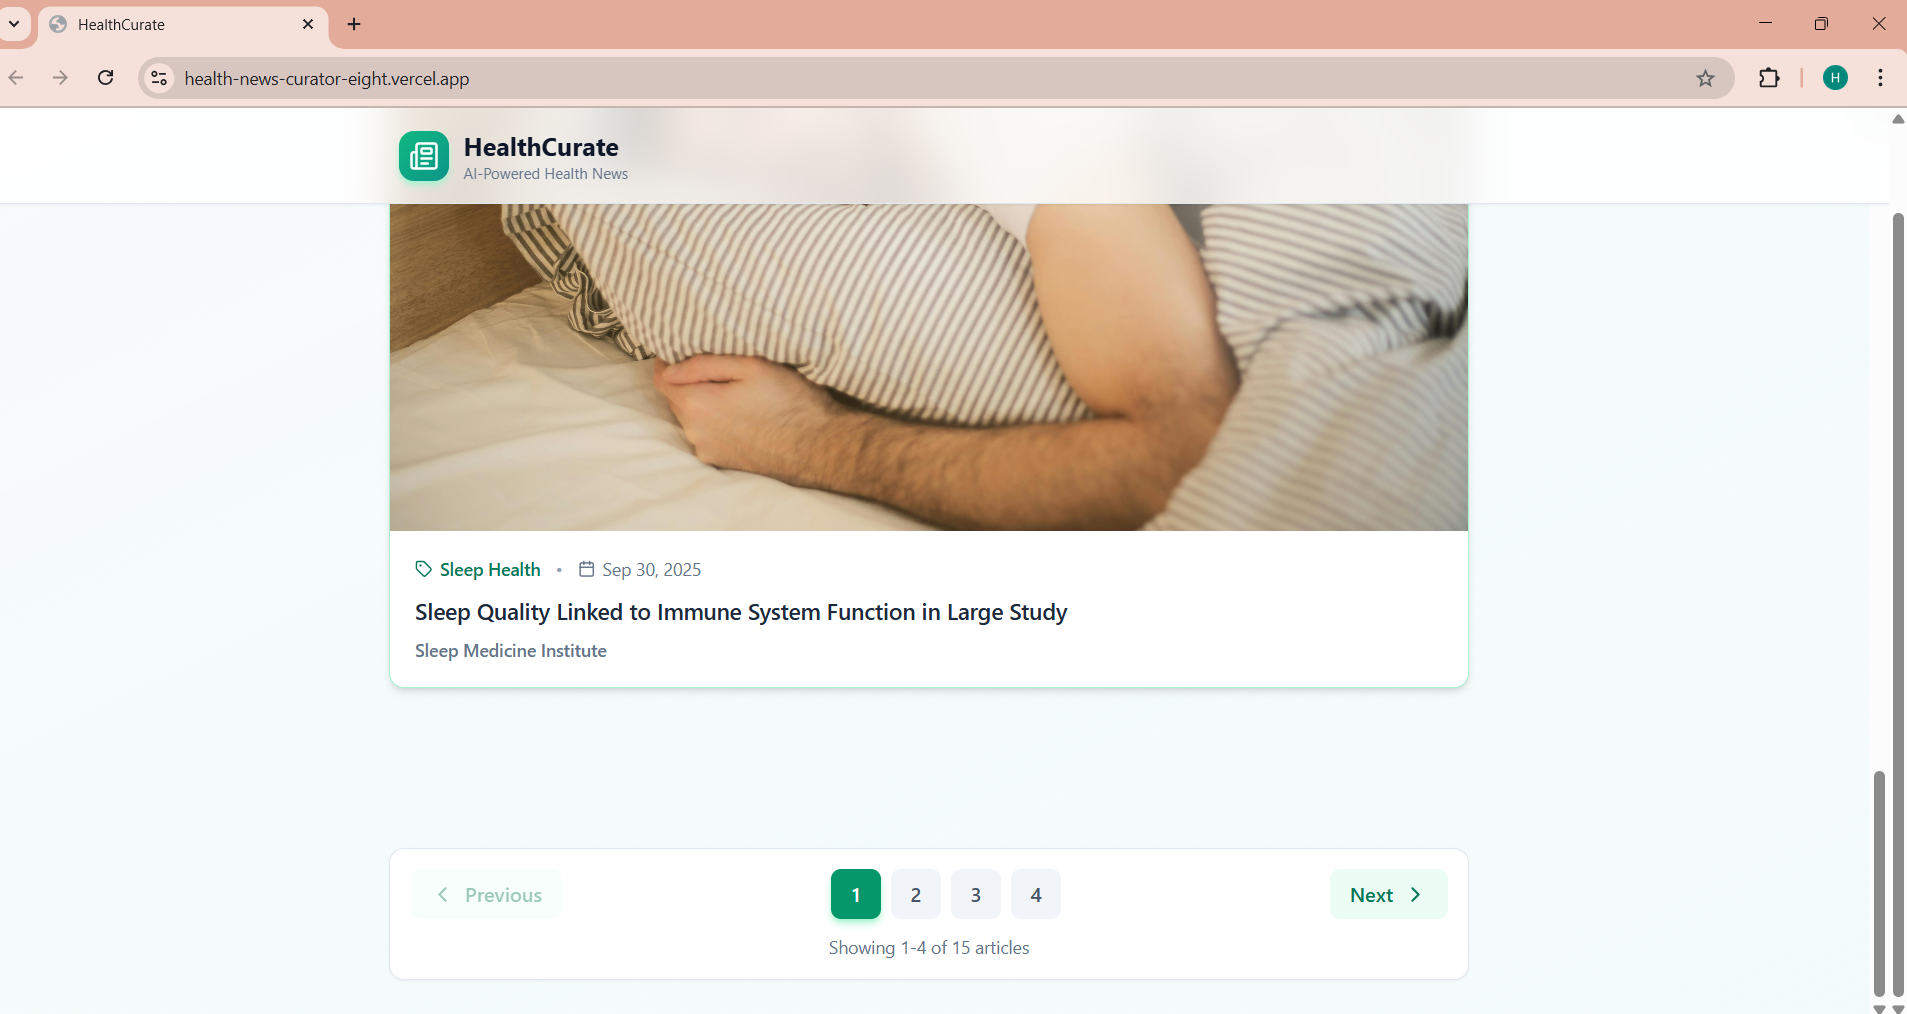 HealthCurate
health-news-curator-eight.vercel.app
H
HealthCurate
AI-Powered Health News
Sleep Health • Sep 30, 2025
Sleep Quality Linked to Immune System Function in Large Study
Sleep Medicine Institute
Previous 1 2 3 4 Next
Showing 1-4 of 15 articles